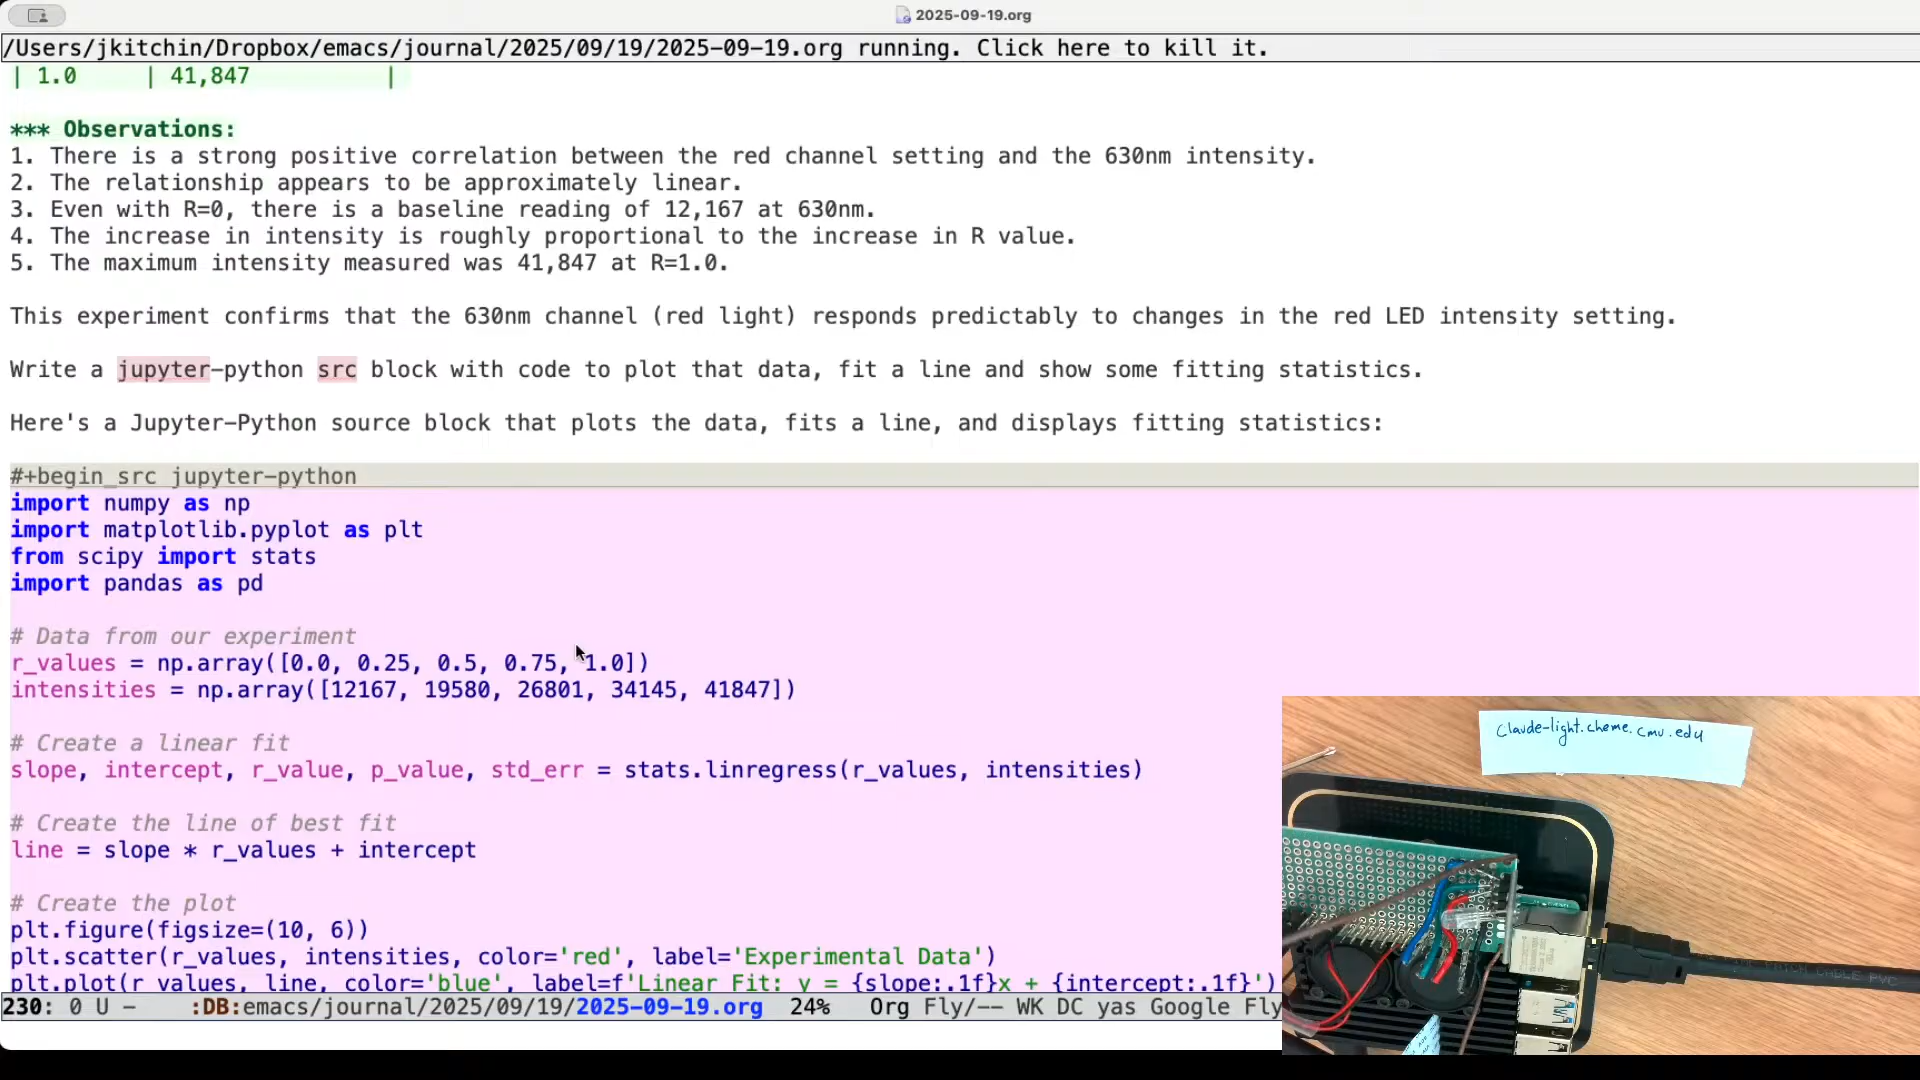 2025-09-19.org
/Users/jkitchin/Dropbox/emacs/journal/2025/09/19/2025-09-19.org running. Click here to kill it.
| 1.0     | 41,847          |
*** Observations:
1. There is a strong positive correlation between the red channel setting and the 630nm intensity.
2. The relationship appears to be approximately linear.
3. Even with R=0, there is a baseline reading of 12,167 at 630nm.
4. The increase in intensity is roughly proportional to the increase in R value.
5. The maximum intensity measured was 41,847 at R=1.0.
This experiment confirms that the 630nm channel (red light) responds predictably to changes in the red LED intensity setting.
Write a jupyter-python src block with code to plot that data, fit a line and show some fitting statistics.
Here's a Jupyter-Python source block that plots the data, fits a line, and displays fitting statistics:
#+begin_src jupyter-python
import numpy as np
import matplotlib.pyplot as plt
from scipy import stats
import pandas as pd
# Data from our experiment
r_values = np.array([0.0, 0.25, 0.5, 0.75, 1.0])
intensities = np.array([12167, 19580, 26801, 34145, 41847])
# Create a linear fit
slope, intercept, r_value, p_value, std_err = stats.linregress(r_values, intensities)
# Create the line of best fit
line = slope * r_values + intercept
# Create the plot
plt.figure(figsize=(10, 6))
plt.scatter(r_values, intensities, color='red', label='Experimental Data')
plt.plot(r_values, line, color='blue', label=f'Linear Fit: y = {slope:.1f}x + {intercept:.1f}')
230: 0 U -    :DB:emacs/journal/2025/09/19/2025-09-19.org  24%   Org Fly/-- WK DC yas Google Fly
Claude-light.cheme.cmu.edu